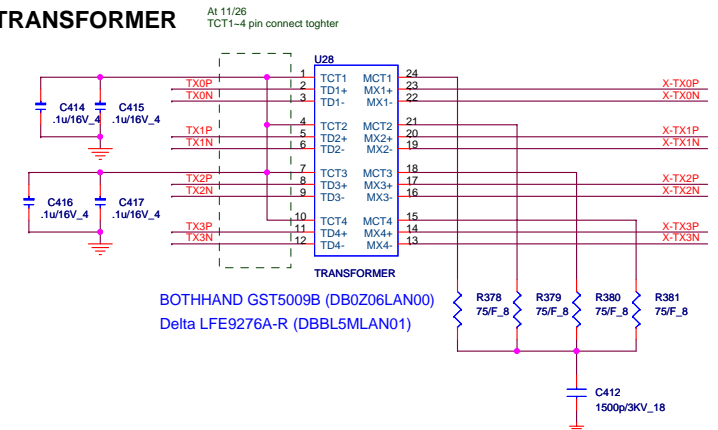 TRANSFORMER
At 11/26
TCT1~4 pin connect toghter
U28
1 TCT1 MCT1 24
TX0P 2 TD1+ MX1+ 23 X-TX0P
TX0N 3 TD1- MX1- 22 X-TX0N
C414 .1u/16V_4
C415 .1u/16V_4
4 TCT2 MCT2 21
TX1P 5 TD2+ MX2+ 20 X-TX1P
TX1N 6 TD2- MX2- 19 X-TX1N
7 TCT3 MCT3 18
TX2P 8 TD3+ MX3+ 17 X-TX2P
TX2N 9 TD3- MX3- 16 X-TX2N
C416 .1u/16V_4
C417 .1u/16V_4
10 TCT4 MCT4 15
TX3P 11 TD4+ MX4+ 14 X-TX3P
TX3N 12 TD4- MX4- 13 X-TX3N
TRANSFORMER
BOTHHAND GST5009B (DB0Z06LAN00)
Delta LFE9276A-R (DBBL5MLAN01)
R378 R379 R380 R381
75/F_8 75/F_8 75/F_8 75/F_8
C412
1500p/3KV_18